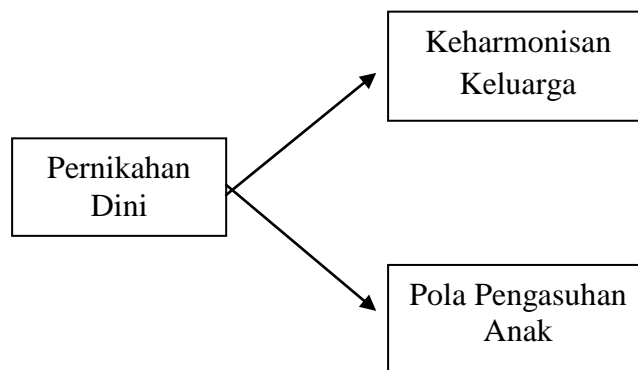 Keharmonisan
Keluarga
Pernikahan
Dini
Pola Pengasuhan
Anak